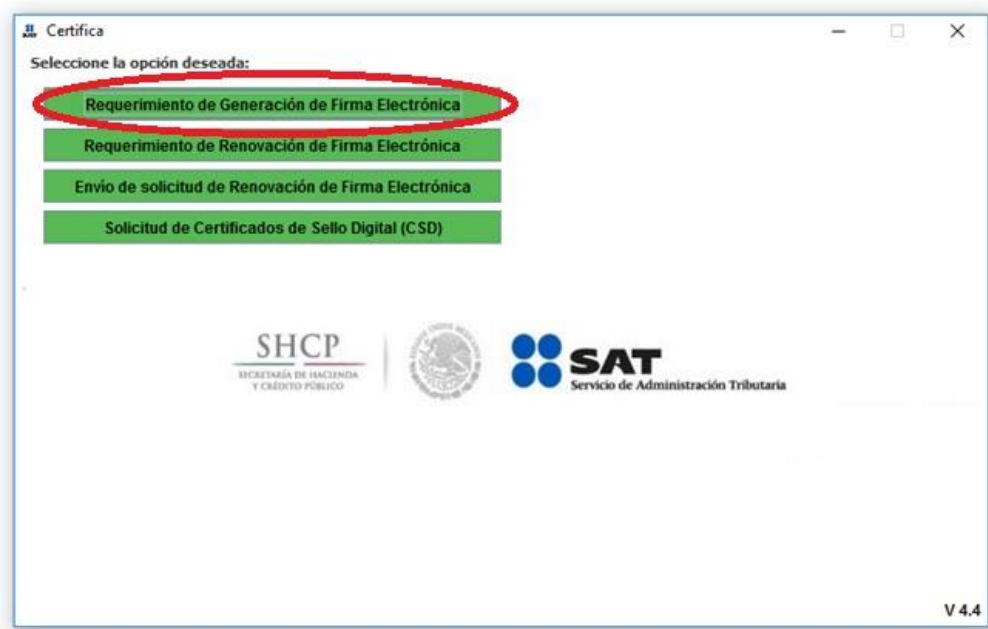 Certifica
Seleccione la opción deseada:
Requerimiento de Generación de Firma Electrónica
Requerimiento de Renovación de Firma Electrónica
Envío de solicitud de Renovación de Firma Electrónica
Solicitud de Certificados de Sello Digital (CSD)
SHCP
SECRETARÍA DE HACIENDA
Y CRÉDITO PÚBLICO
SAT
Servicio de Administración Tributaria
V 4.4